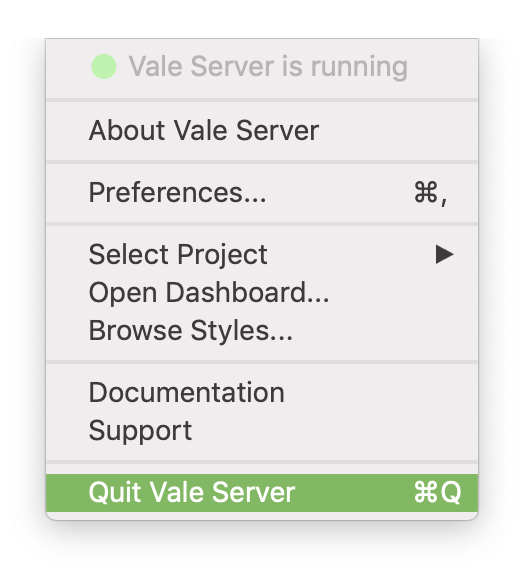 Vale Server is running
About Vale Server
Preferences... ⌘,
Select Project ▶
Open Dashboard...
Browse Styles...
Documentation
Support
Quit Vale Server ⌘Q